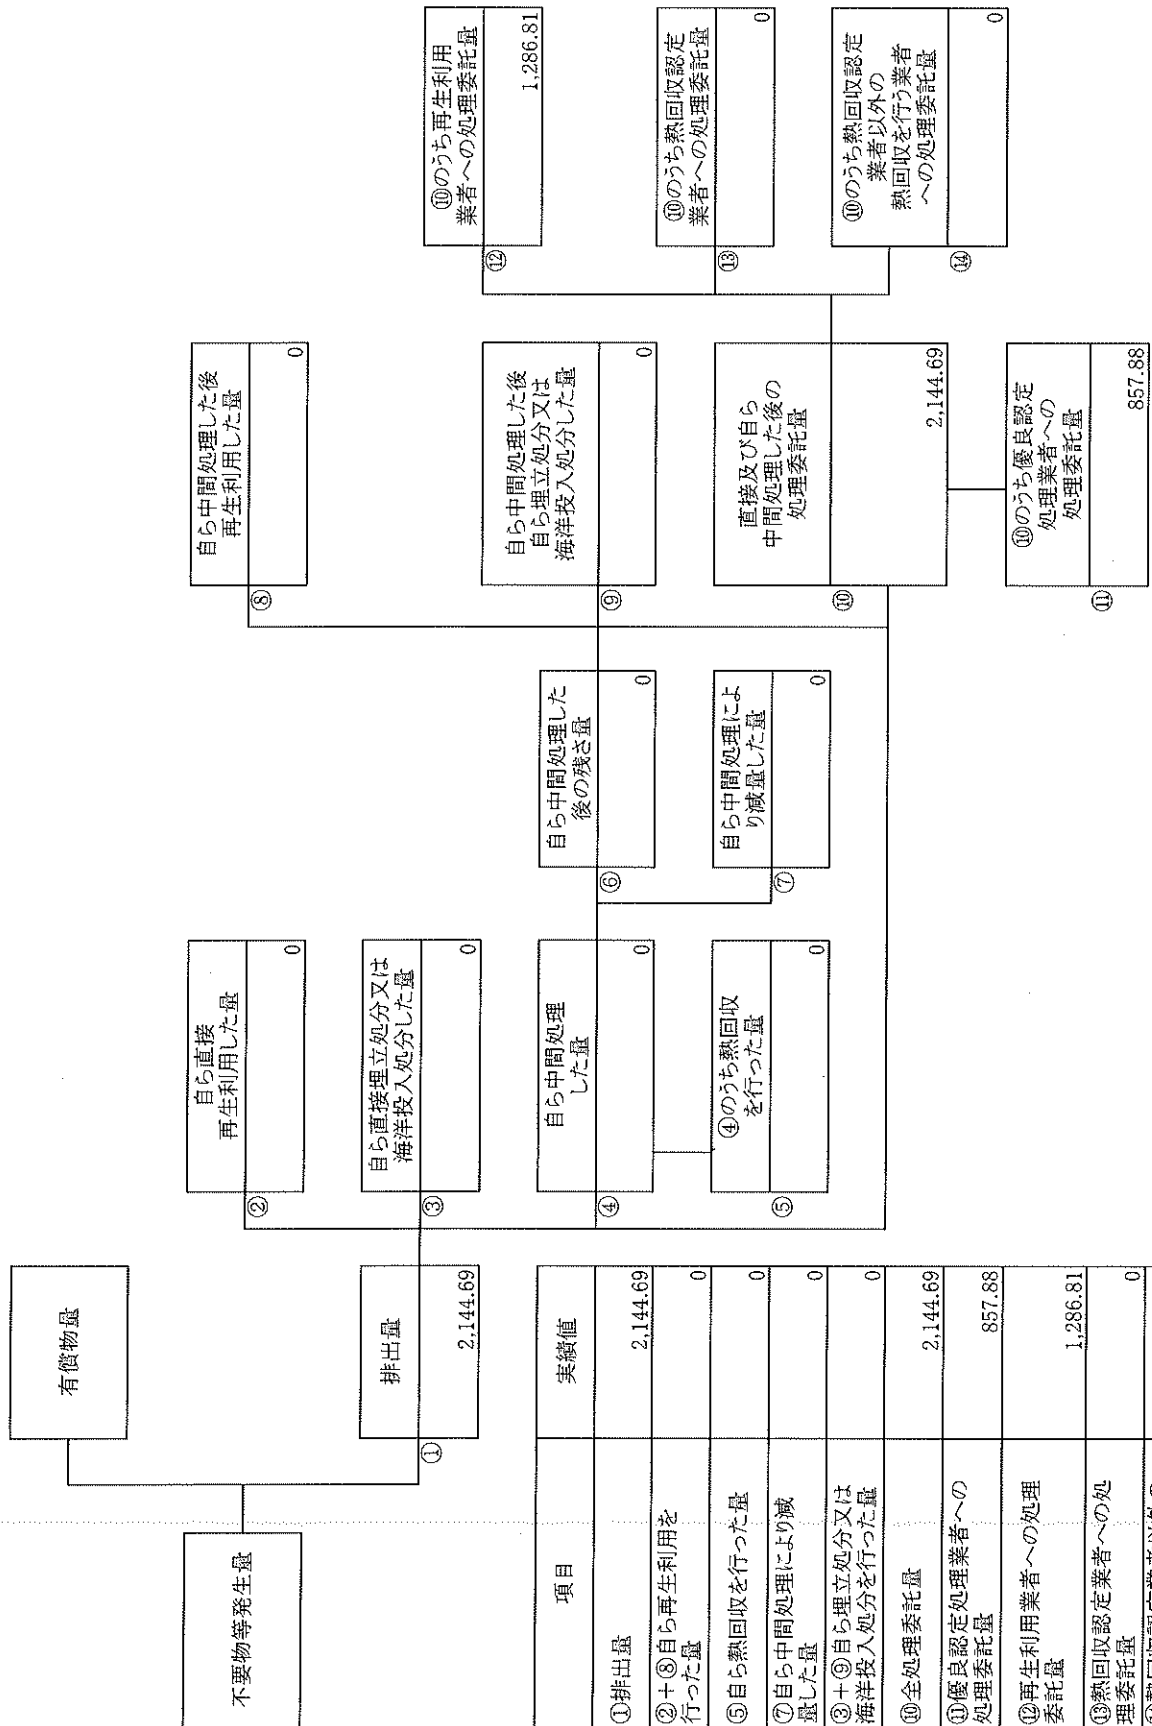 不要物等発生量
有償物量
①
排出量
2,144.69
②
自ら直接
再生利用した量
0
③
自ら直接埋立処分又は
海洋投入処分した量
0
④
自ら中間処理
した量
0
⑤
④のうち熱回収
を行った量
0
⑥
自ら中間処理した
後の残さ量
0
⑦
自ら中間処理によ
り減量した量
0
⑧
自ら中間処理した後
再生利用した量
0
⑨
自ら中間処理した後
自ら埋立処分又は
海洋投入処分した量
0
⑩
直接及び自ら
中間処理した後の
処理委託量
2,144.69
⑪
⑩のうち優良認定
処理業者への
処理委託量
857.88
⑫
⑩のうち再生利用
業者への処理委託量
1,286.81
⑬
⑩のうち熱回収認定
業者への処理委託量
0
⑭
⑩のうち熱回収認定
業者以外の
熱回収を行う業者
への処理委託量
0
項目 実績値
①排出量 2,144.69
②+⑧自ら再生利用を
行った量 0
⑤自ら熱回収を行った量 0
⑦自ら中間処理により減
量した量 0
③+⑨自ら埋立処分又は
海洋投入処分を行った量 0
⑩全処理委託量 2,144.69
⑪優良認定処理業者への
処理委託量 857.88
⑫再生利用業者への処理
委託量 1,286.81
⑬熱回収認定業者への処
理委託量 0